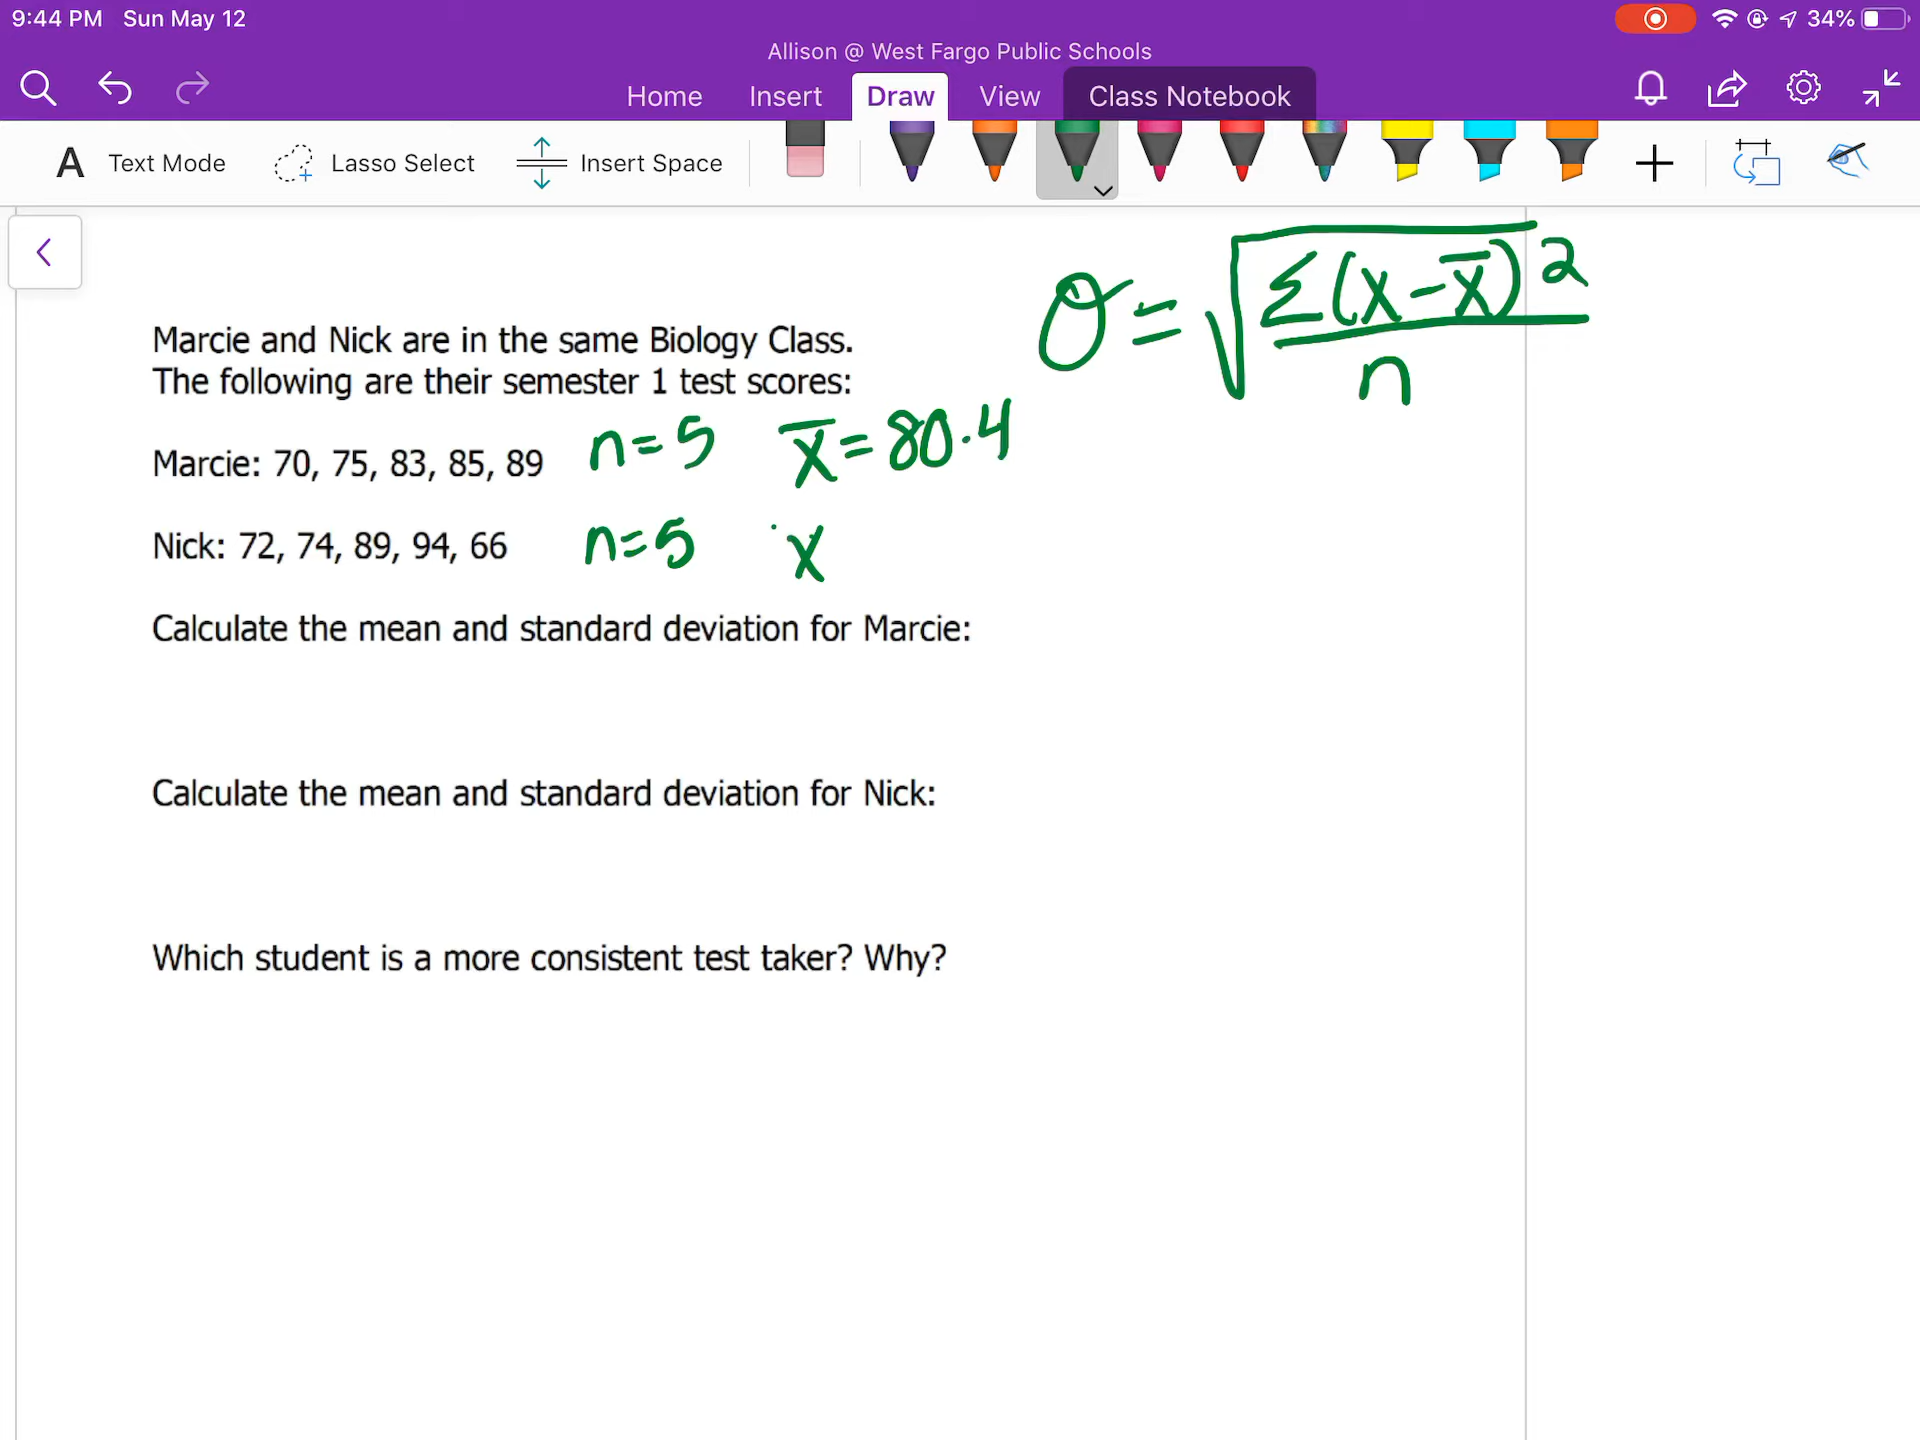 9:44 PM Sun May 12 34%
Allison @ West Fargo Public Schools
Home Insert Draw View Class Notebook
A Text Mode Lasso Select Insert Space
σ = √Σ(x-x̄)²/n
Marcie and Nick are in the same Biology Class.
The following are their semester 1 test scores:
Marcie: 70, 75, 83, 85, 89 n=5 x̄=80.4
Nick: 72, 74, 89, 94, 66 n=5 x
Calculate the mean and standard deviation for Marcie:
Calculate the mean and standard deviation for Nick:
Which student is a more consistent test taker? Why?